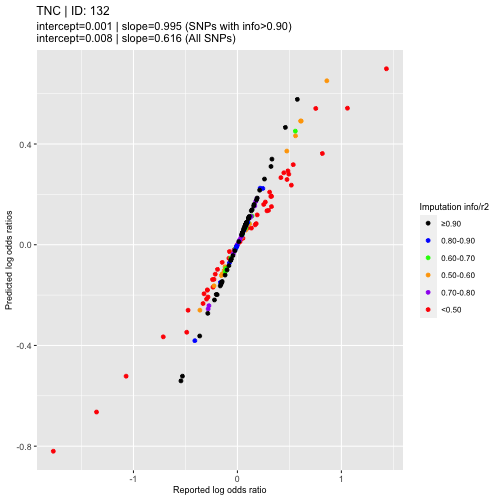 TNC | ID: 132
intercept=0.001 | slope=0.995 (SNPs with info>0.90)
intercept=0.008 | slope=0.616 (All SNPs)
Predicted log odds ratios
0.4
0.0
-0.4
-0.8
-1
0
1
Reported log odds ratio
Imputation info/r2
≥0.90
0.80-0.90
0.60-0.70
0.50-0.60
0.70-0.80
<0.50